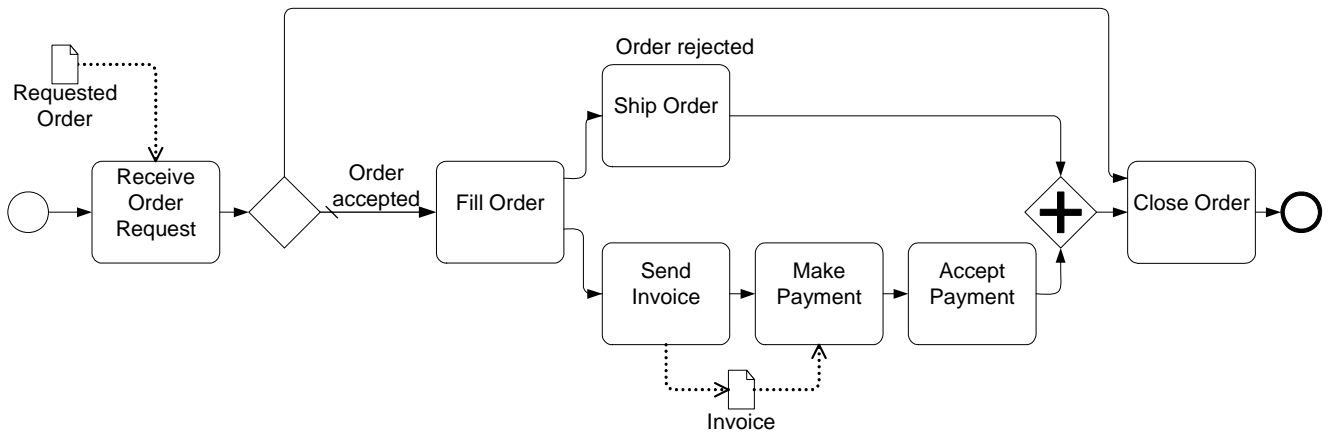 Order rejected
Requested
Order
Receive
Order
Request
Order
accepted
Fill Order
Ship Order
Close Order
Send
Invoice
Make
Payment
Accept
Payment
Invoice